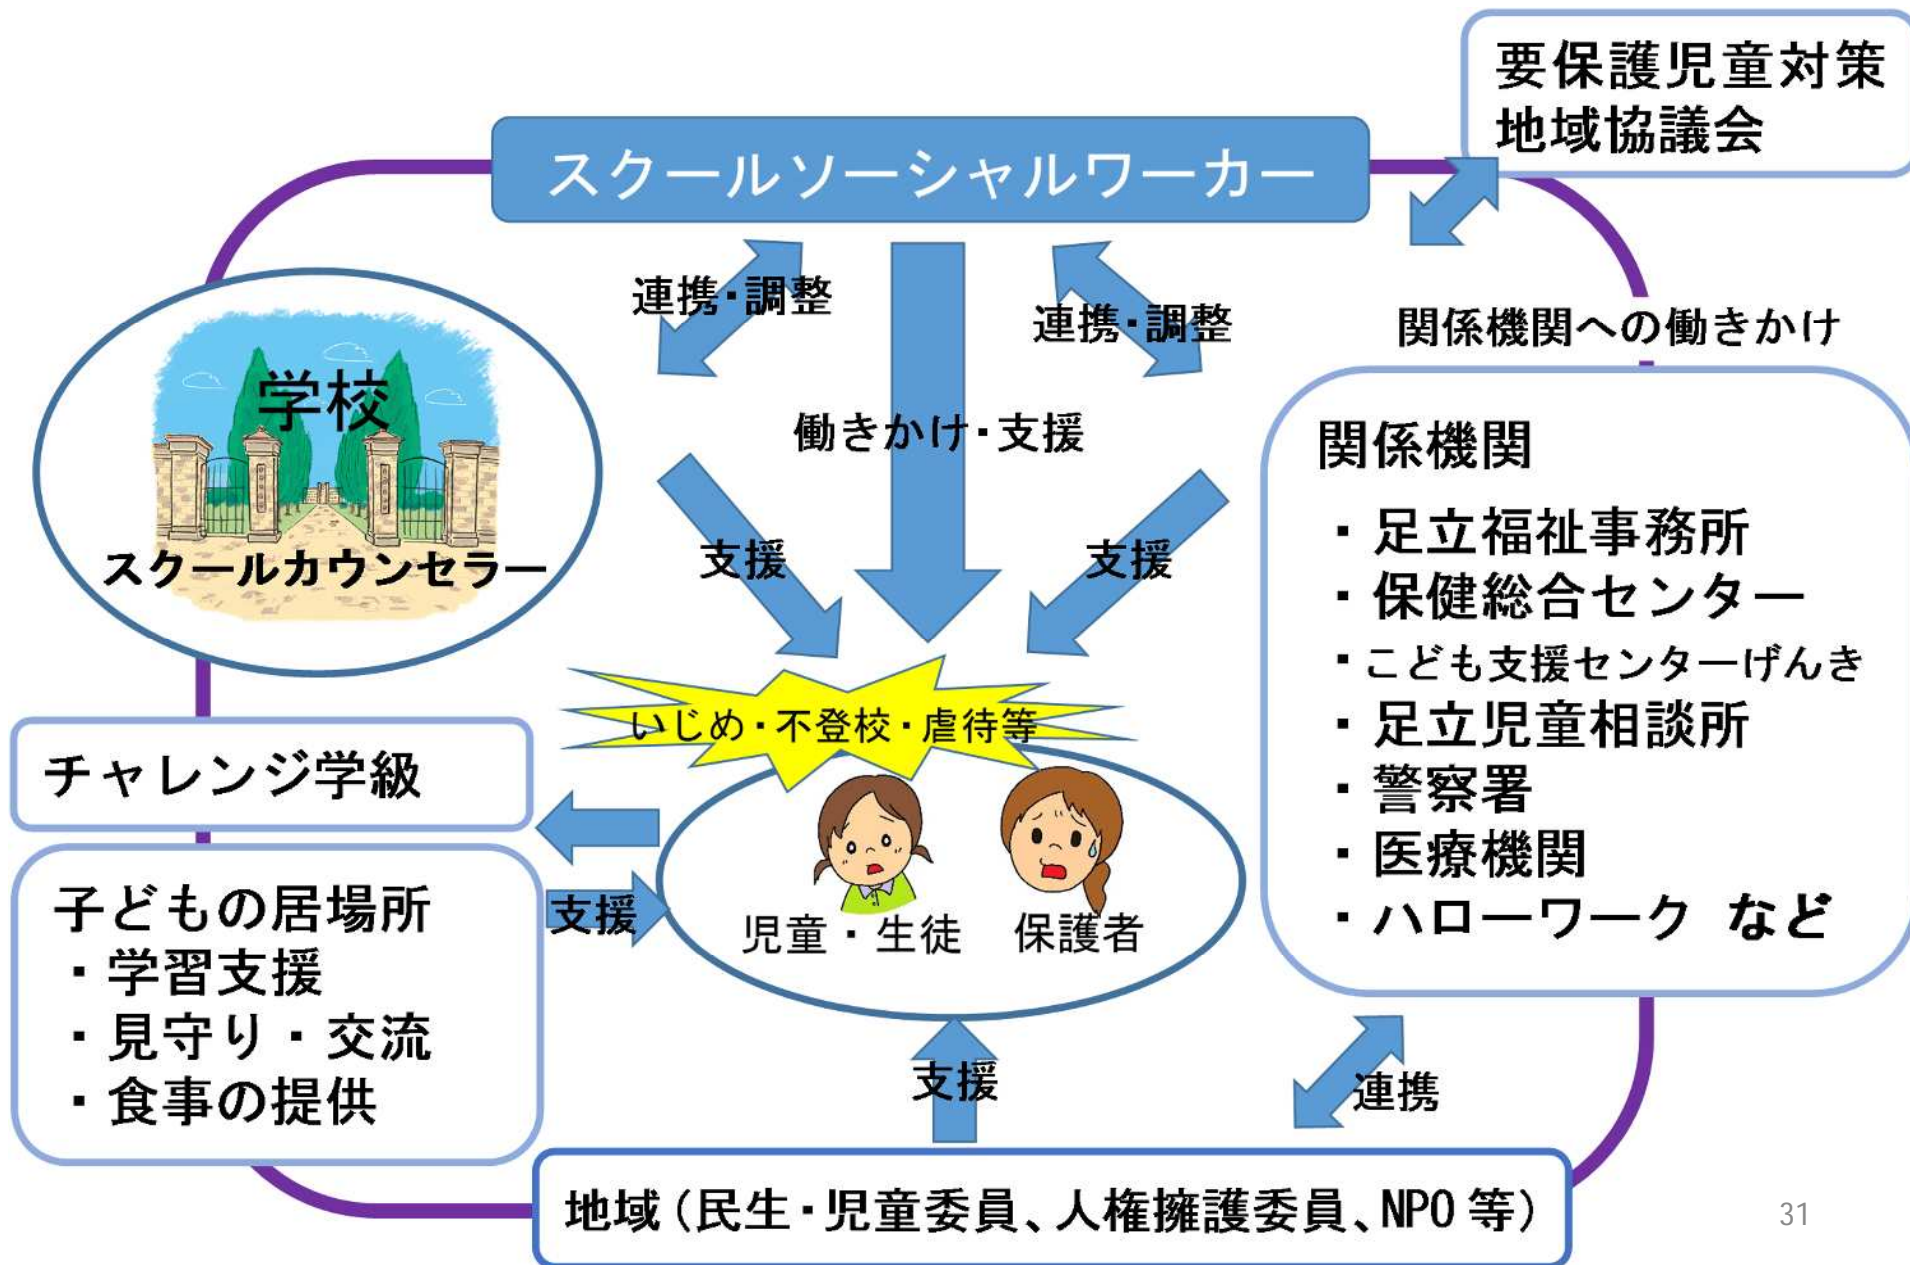 要保護児童対策
地域協議会
スクールソーシャルワーカー
連携・調整
連携・調整
関係機関への働きかけ
学校
スクールカウンセラー
働きかけ・支援
支援
支援
関係機関
・足立福祉事務所
・保健総合センター
・こども支援センターげんき
・足立児童相談所
・警察署
・医療機関
・ハローワーク など
いじめ・不登校・虐待等
児童・生徒
保護者
チャレンジ学級
子どもの居場所
・学習支援
・見守り・交流
・食事の提供
支援
支援
連携
地域(民生・児童委員、人権擁護委員、NPO等)
31